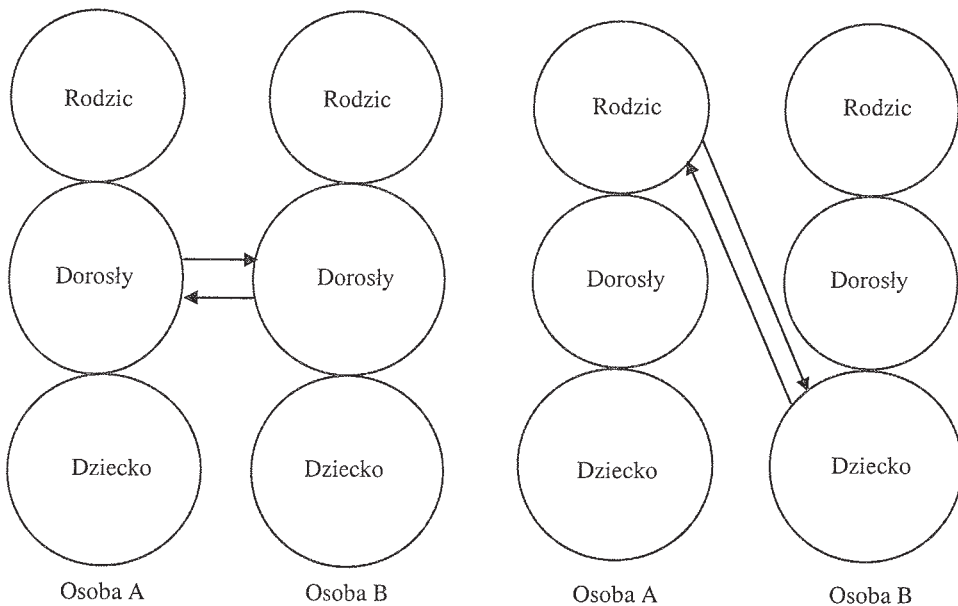 Rodzic Rodzic Rodzic Rodzic
Dorosły Dorosły Dorosły Dorosły
Dziecko Dziecko Dziecko Dziecko
Osoba A Osoba B Osoba A Osoba B